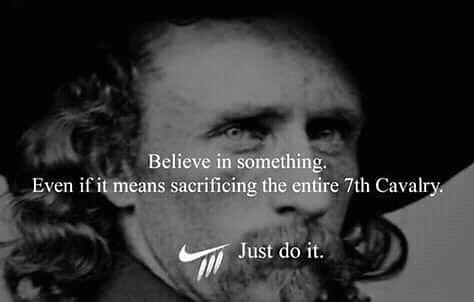 Believe in something.
Even if it means sacrificing the entire 7th Cavalry.
Just do it.